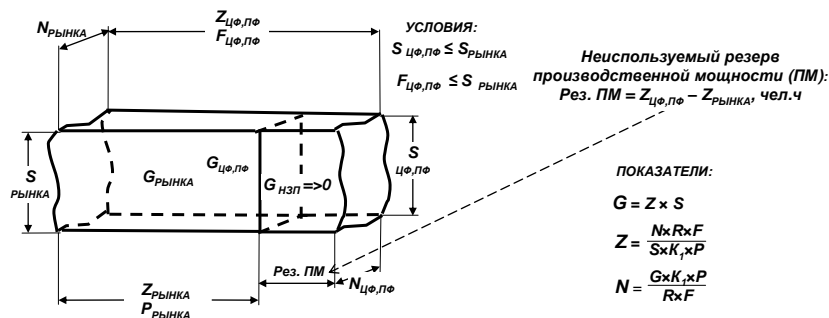 N РЫНКА
Z ЦФ,ПФ
F ЦФ,ПФ
УСЛОВИЯ:
S ЦФ,ПФ ≤ S РЫНКА
F ЦФ,ПФ ≤ S РЫНКА
Неиспользуемый резерв
производственной мощности (ПМ):
Рез. ПМ = Z ЦФ,ПФ – Z РЫНКА, чел.ч
S
РЫНКА
G РЫНКА
G ЦФ,ПФ
G НЗП =>0
S
ЦФ,ПФ
ПОКАЗАТЕЛИ:
G = Z × S
Z = N×R×F
S×K₁×P
N = G×K₁×P
R×F
Рез. ПМ
N ЦФ,ПФ
Z РЫНКА
P РЫНКА